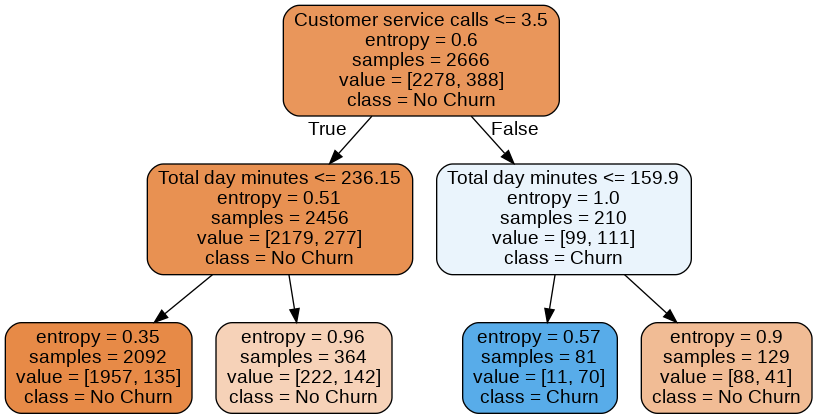 Customer service calls <= 3.5
entropy = 0.6
samples = 2666
value = [2278, 388]
class = No Churn
True
False
Total day minutes <= 236.15
entropy = 0.51
samples = 2456
value = [2179, 277]
class = No Churn
Total day minutes <= 159.9
entropy = 1.0
samples = 210
value = [99, 111]
class = Churn
entropy = 0.35
samples = 2092
value = [1957, 135]
class = No Churn
entropy = 0.96
samples = 364
value = [222, 142]
class = No Churn
entropy = 0.57
samples = 81
value = [11, 70]
class = Churn
entropy = 0.9
samples = 129
value = [88, 41]
class = No Churn